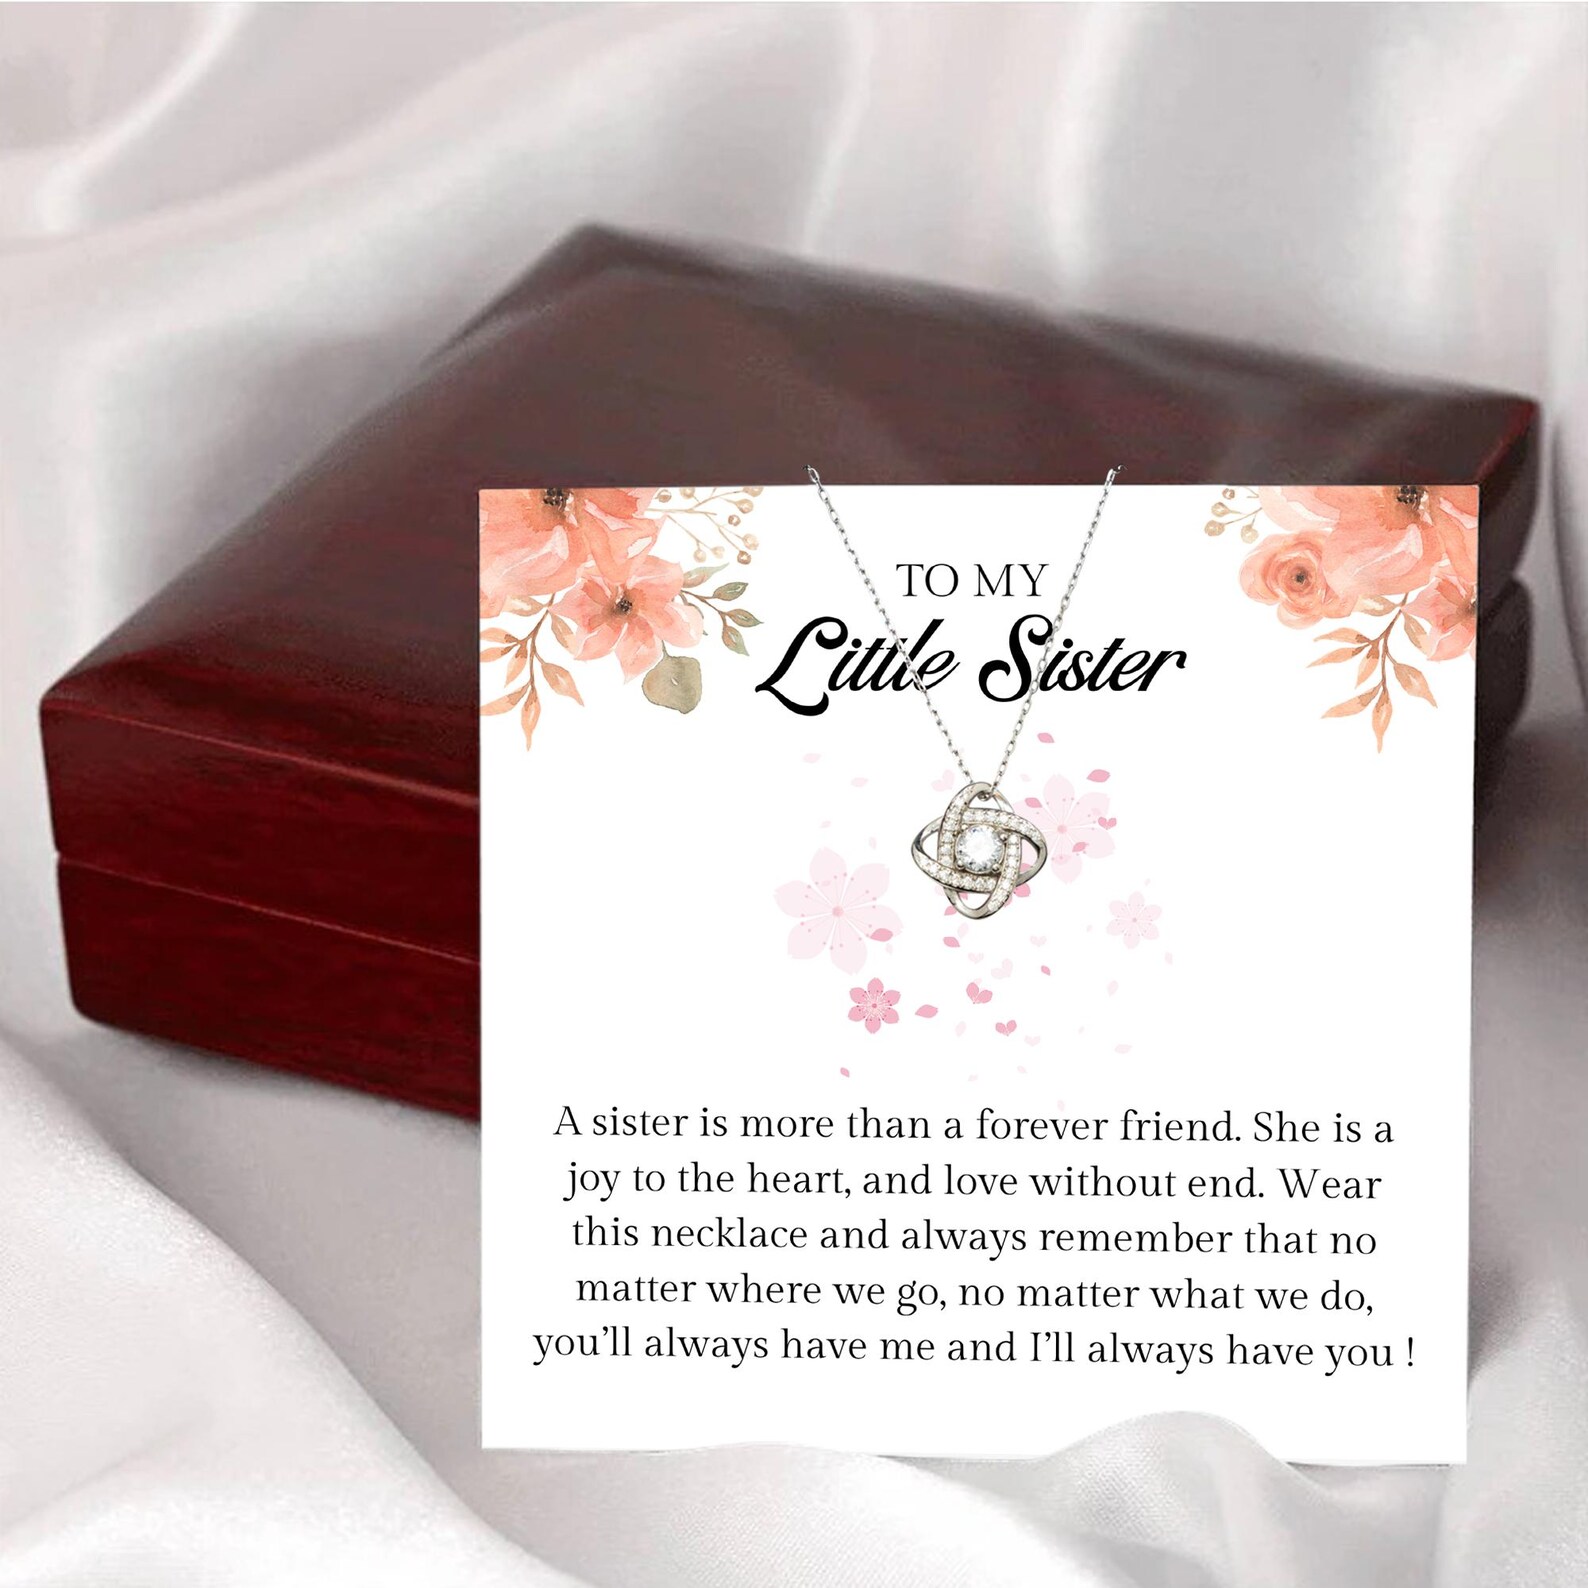 TO MY
Little Sister
A sister is more than a forever friend. She is a
joy to the heart, and love without end. Wear
this necklace and always remember that no
matter where we go, no matter what we do,
you’ll always have me and I’ll always have you !